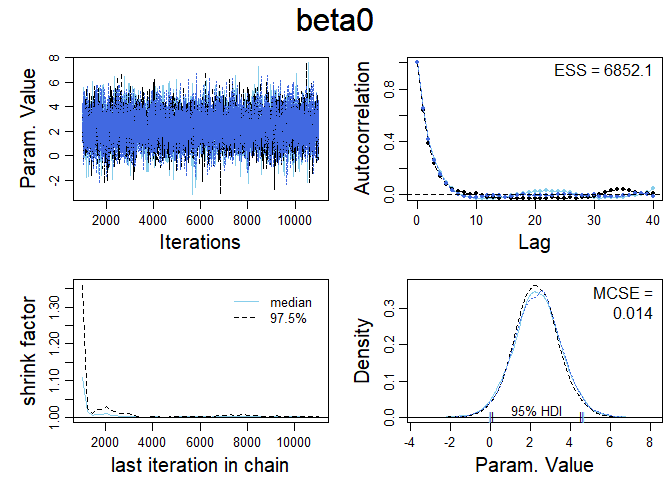 beta0
Param. Value
-2 0 2 4 6 8
2000 4000 6000 8000 10000
Iterations
Autocorrelation
0.0 0.4 0.8
ESS = 6852.1
0 10 20 30 40
Lag
shrink factor
1.00 1.10 1.20 1.30
median
97.5%
2000 4000 6000 8000 10000
last iteration in chain
Density
0.0 0.1 0.2 0.3
MCSE =
0.014
95% HDI
-4 -2 0 2 4 6 8
Param. Value